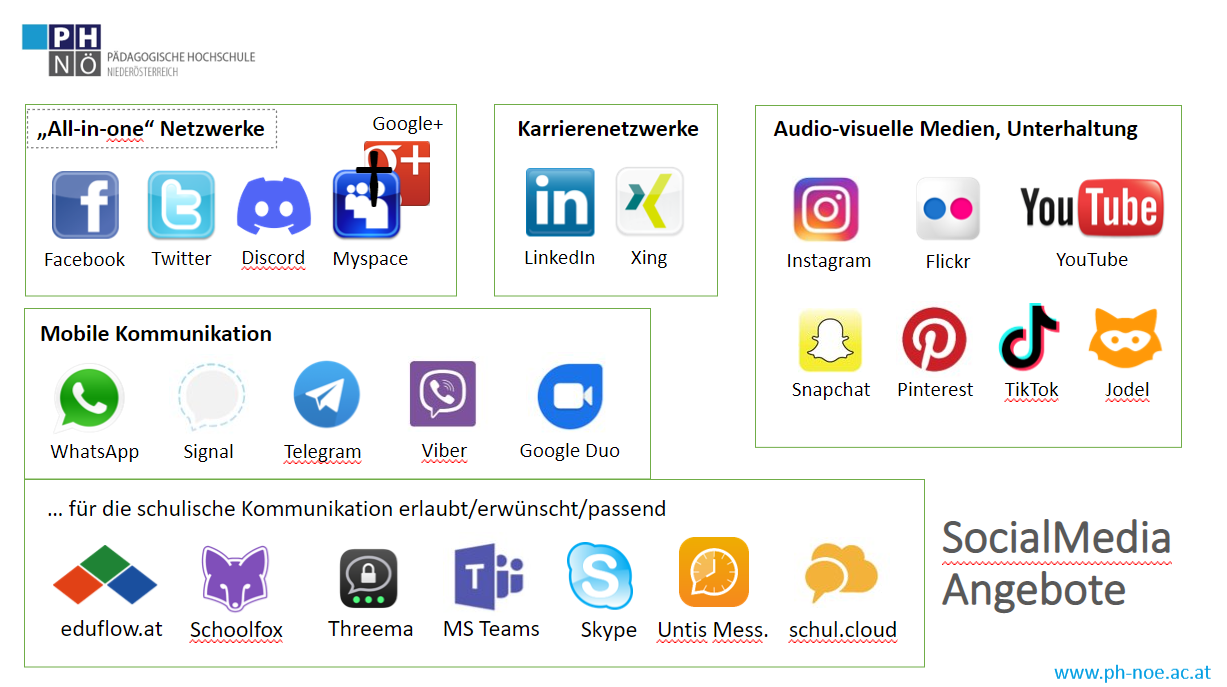 PH
NÖ
PÄDAGOGISCHE HOCHSCHULE
NIEDERÖSTERREICH
„All-in-one“ Netzwerke
Google+
g+
f
t
Facebook
Twitter
Discord
Myspace
Karrierenetzwerke
in
LinkedIn
Xing
Audio-visuelle Medien, Unterhaltung
YouTube
Instagram
Flickr
YouTube
Snapchat
Pinterest
TikTok
Jodel
Mobile Kommunikation
WhatsApp
Signal
Telegram
Viber
Google Duo
... für die schulische Kommunikation erlaubt/erwünscht/passend
T
S
eduflow.at
Schoolfox
Threema
MS Teams
Skype
Untis Mess.
schul.cloud
SocialMedia
Angebote
www.ph-noe.ac.at